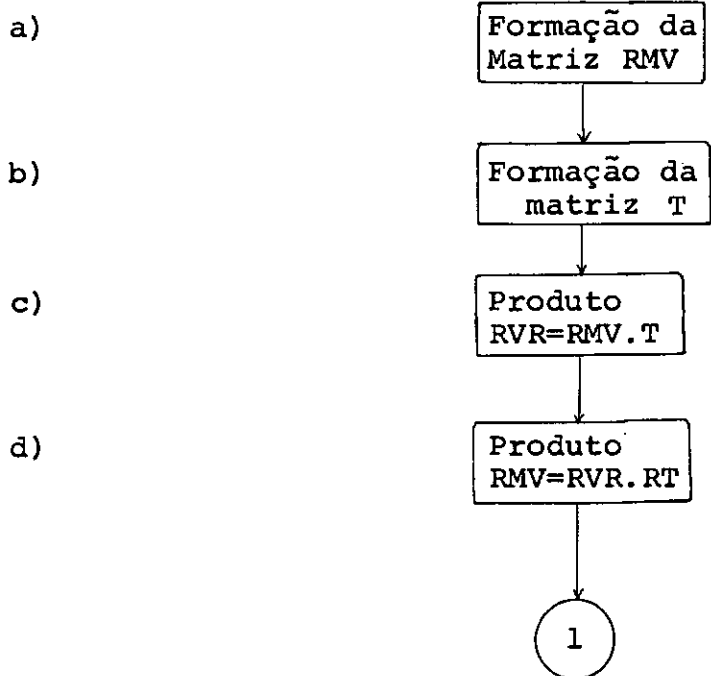 a)
Formação da
Matriz RMV
b)
Formação da
matriz T
c)
Produto
RVR=RMV.T
d)
Produto
RMV=RVR.RT
1